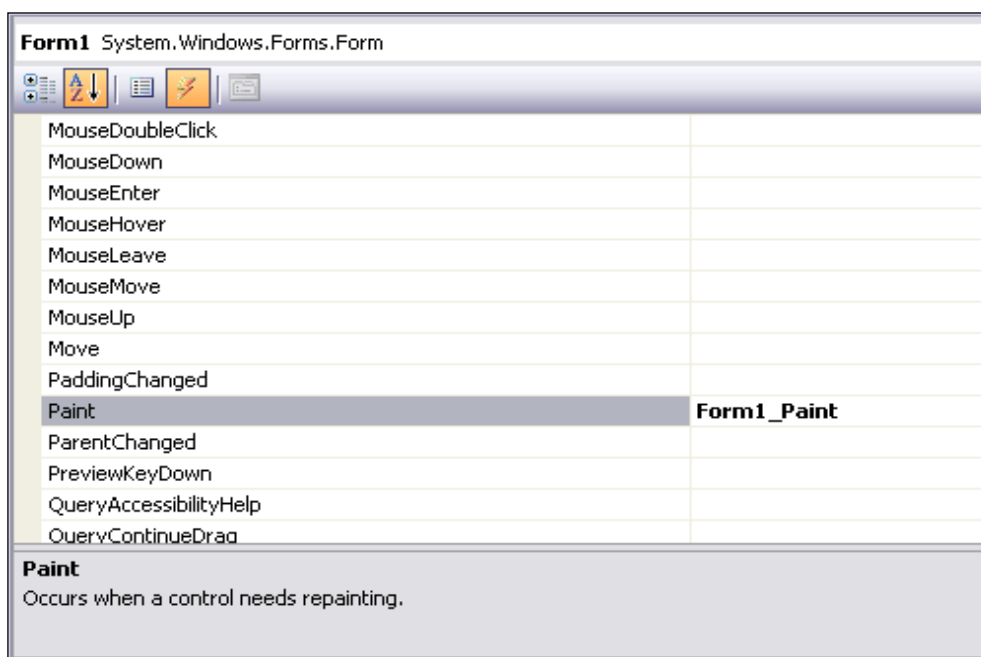 Form1 System.Windows.Forms.Form
A
Z
MouseDoubleClick
MouseDown
MouseEnter
MouseHover
MouseLeave
MouseMove
MouseUp
Move
PaddingChanged
Paint Form1_Paint
ParentChanged
PreviewKeyDown
QueryAccessibilityHelp
QueryContinueDrag
Paint
Occurs when a control needs repainting.